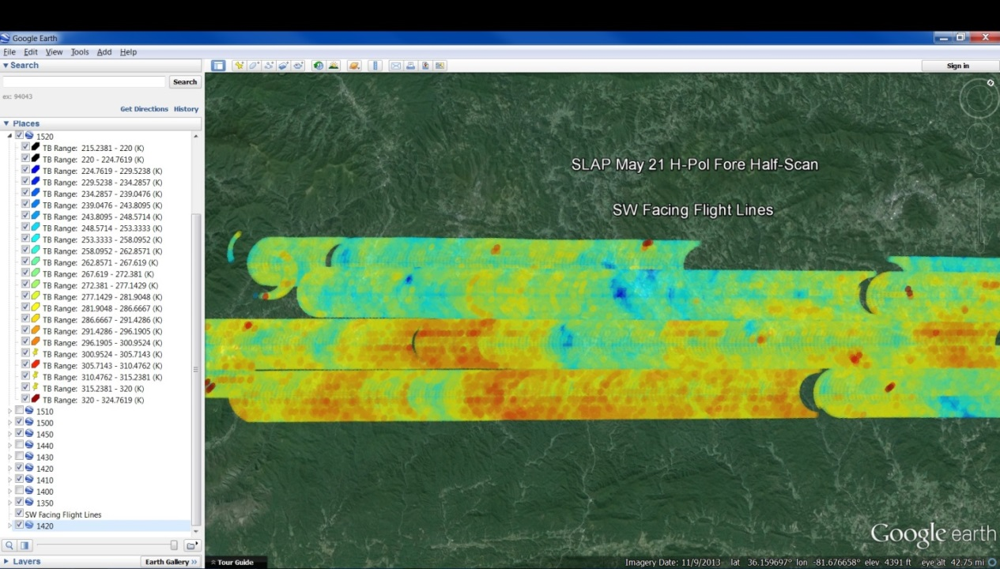 Google Earth
File Edit View Tools Add Help
Search
Search
ex: 94043
Get Directions History
Places
1520
TB Range: 215.2381 - 220 (K)
TB Range: 220 - 224.7619 (K)
TB Range: 224.7619 - 229.5238 (K)
TB Range: 229.5238 - 234.2857 (K)
TB Range: 234.2857 - 239.0476 (K)
TB Range: 239.0476 - 243.8095 (K)
TB Range: 243.8095 - 248.5714 (K)
TB Range: 248.5714 - 253.3333 (K)
TB Range: 253.3333 - 258.0952 (K)
TB Range: 258.0952 - 262.8571 (K)
TB Range: 262.8571 - 267.619 (K)
TB Range: 267.619 - 272.381 (K)
TB Range: 272.381 - 277.1429 (K)
TB Range: 277.1429 - 281.9048 (K)
TB Range: 281.9048 - 286.6667 (K)
TB Range: 286.6667 - 291.4286 (K)
TB Range: 291.4286 - 296.1905 (K)
TB Range: 296.1905 - 300.9524 (K)
TB Range: 300.9524 - 305.7143 (K)
TB Range: 305.7143 - 310.4762 (K)
TB Range: 310.4762 - 315.2381 (K)
TB Range: 315.2381 - 320 (K)
TB Range: 320 - 324.7619 (K)
1510
1500
1450
1440
1430
1420
1410
1400
1350
SW Facing Flight Lines
1420
Layers
Earth Gallery »
Sign in
SLAP May 21 H-Pol Fore Half-Scan
SW Facing Flight Lines
Google earth
Tour Guide
Imagery Date: 11/9/2013 lat 36.159697° lon -81.676658° elev 4391 ft eye alt 42.75 mi